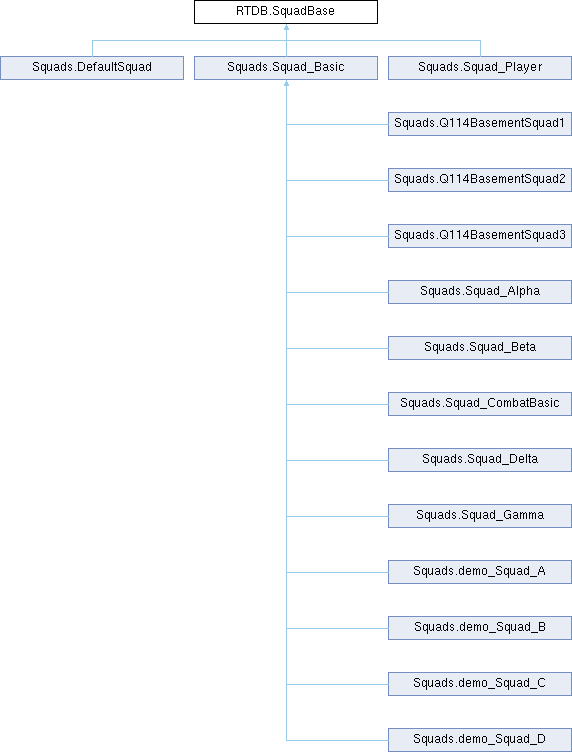 RTDB.SquadBase
Squads.DefaultSquad
Squads.Squad_Basic
Squads.Squad_Player
Squads.Q114BasementSquad1
Squads.Q114BasementSquad2
Squads.Q114BasementSquad3
Squads.Squad_Alpha
Squads.Squad_Beta
Squads.Squad_CombatBasic
Squads.Squad_Delta
Squads.Squad_Gamma
Squads.demo_Squad_A
Squads.demo_Squad_B
Squads.demo_Squad_C
Squads.demo_Squad_D